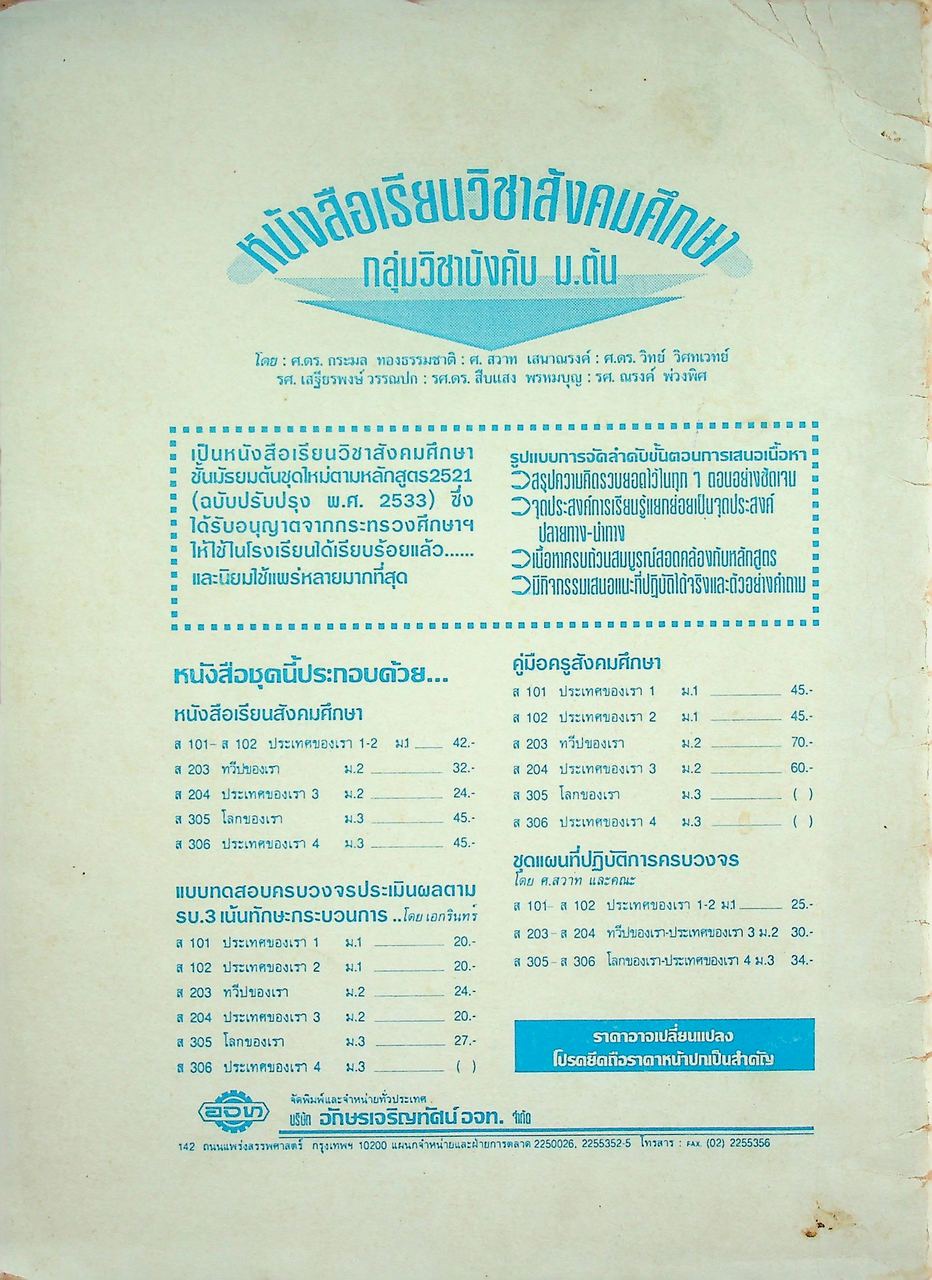 หนังสือเรียนวิชาสังคมศึกษา
กลุ่มวิชาบังคับ ม.ต้น
โดย : ศ.ดร. กระมล ทองธรรมชาติ : ศ. สวาท เสนาณรงค์ : ศ.ดร. วิทย์ วิศทเวทย์
รศ. เสฐียรพงษ์ วรรณปก : รศ.ดร. สืบแสง พรหมบุญ : รศ. ณรงค์ พ่วงพิศ
เป็นหนังสือเรียนวิชาสังคมศึกษา
ชั้นมัธยมต้นชุดใหม่ตามหลักสูตร2521
(ฉบับปรับปรุง พ.ศ. 2533) ซึ่ง
ได้รับอนุญาตจากกระทรวงศึกษาฯ
ให้ใช้ในโรงเรียนได้เรียบร้อยแล้ว......
และนิยมใช้แพร่หลายมากที่สุด
รูปแบบการจัดลำดับขั้นตอนการเสนอเนื้อหา
สรุปความคิดรวบยอดไว้ในทุก ๆ ตอนอย่างชัดเจน
จุดประสงค์การเรียนรู้แยกย่อยเป็นจุดประสงค์
ปลายทาง-นำทาง
เนื้อหาครบถ้วนสมบูรณ์สอดคล้องกับหลักสูตร
มีกิจกรรมเสนอแนะที่ปฏิบัติได้จริงและตัวอย่างคำถาม
หนังสือชุดนี้ประกอบด้วย...
หนังสือเรียนสังคมศึกษา
ส 101- ส 102 ประเทศของเรา 1-2 ม.1 ____ 42.-
ส 203 ทวีปของเรา ม.2 ____ 32.-
ส 204 ประเทศของเรา 3 ม.2 ____ 24.-
ส 305 โลกของเรา ม.3 ____ 45.-
ส 306 ประเทศของเรา 4 ม.3 ____ 45.-
แบบทดสอบครบวงจรประเมินผลตาม
รบ.3 เน้นทักษะกระบวนการ ..โดย เอกรินทร์
ส 101 ประเทศของเรา 1 ม.1 ____ 20.-
ส 102 ประเทศของเรา 2 ม.1 ____ 20.-
ส 203 ทวีปของเรา ม.2 ____ 24.-
ส 204 ประเทศของเรา 3 ม.2 ____ 20.-
ส 305 โลกของเรา ม.3 ____ 27.-
ส 306 ประเทศของเรา 4 ม.3 ____ ( )
คู่มือครูสังคมศึกษา
ส 101 ประเทศของเรา 1 ม.1 ____ 45.-
ส 102 ประเทศของเรา 2 ม.1 ____ 45.-
ส 203 ทวีปของเรา ม.2 ____ 70.-
ส 204 ประเทศของเรา 3 ม.2 ____ 60.-
ส 305 โลกของเรา ม.3 ____ ( )
ส 306 ประเทศของเรา 4 ม.3 ____ ( )
ชุดแผนที่ปฏิบัติการครบวงจร
โดย ศ.สวาท และคณะ
ส 101- ส 102 ประเทศของเรา 1-2 ม.1 ____ 25.-
ส 203- ส 204 ทวีปของเรา-ประเทศของเรา 3 ม.2 30.-
ส 305- ส 306 โลกของเรา-ประเทศของเรา 4 ม.3 34.-
ราคาอาจเปลี่ยนแปลง
โปรดยึดถือราคาหน้าปกเป็นสำคัญ
อจท
จัดพิมพ์และจำหน่ายทั่วประเทศ
บริษัท อักษรเจริญทัศน์ อจท. จำกัด
142 ถนนแพร่งสรรพศาสตร์ กรุงเทพฯ 10200 แผนกจำหน่ายและฝ่ายการตลาด 2250026, 2255352-5 โทรสาร : FAX. (02) 2255356